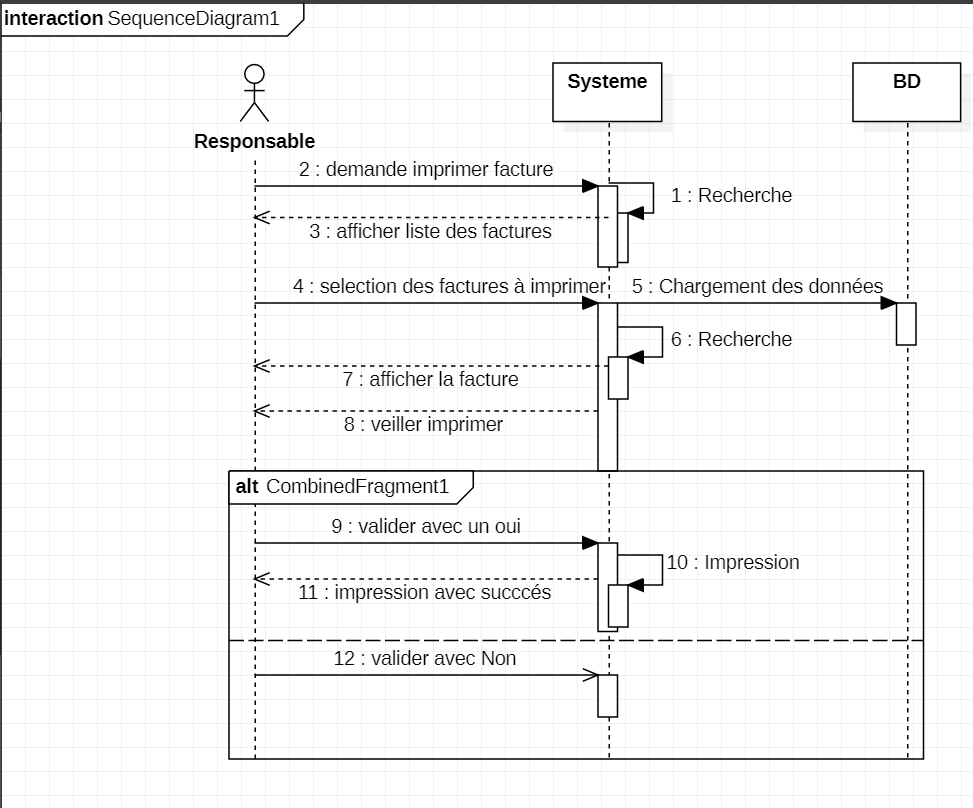 interaction SequenceDiagram1
Systeme
BD
Responsable
2 : demande imprimer facture
1 : Recherche
3 : afficher liste des factures
4 : selection des factures à imprimer
5 : Chargement des données
6 : Recherche
7 : afficher la facture
8 : veiller imprimer
alt CombinedFragment1
9 : valider avec un oui
10 : Impression
11 : impression avec succcés
12 : valider avec Non